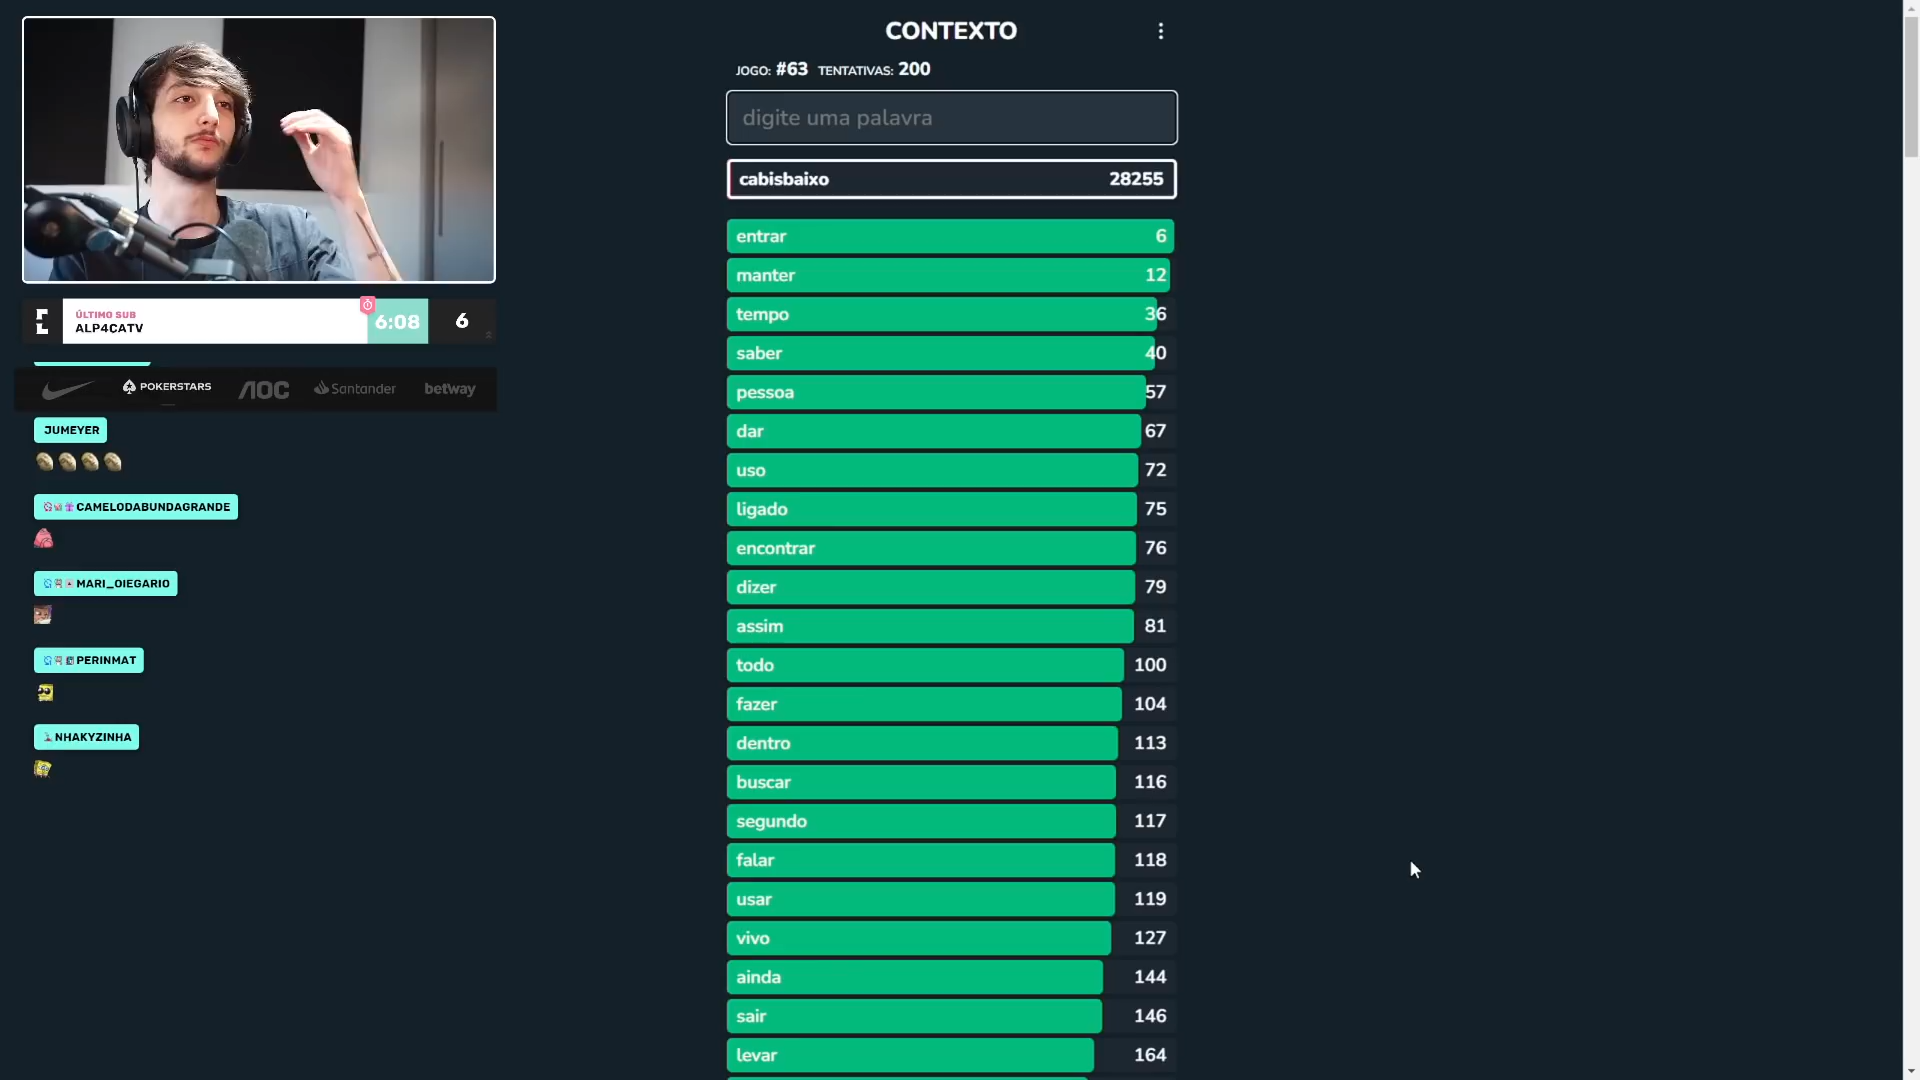 CONTEXTO
JOGO: #63 TENTATIVAS: 200
digite uma palavra
cabisbaixo 28255
entrar 6
manter 12
tempo 36
saber 40
pessoa 57
dar 67
uso 72
ligado 75
encontrar 76
dizer 79
assim 81
todo 100
fazer 104
dentro 113
buscar 116
segundo 117
falar 118
usar 119
vivo 127
ainda 144
sair 146
levar 164
ÚLTIMO SUB
ALP4CATV
6:08
6
POKERSTARS AOC Santander betway
JUMEYER
CAMELODABUNDAGRANDE
MARI_OIEGARIO
PERINMAT
NHAKYZINHA